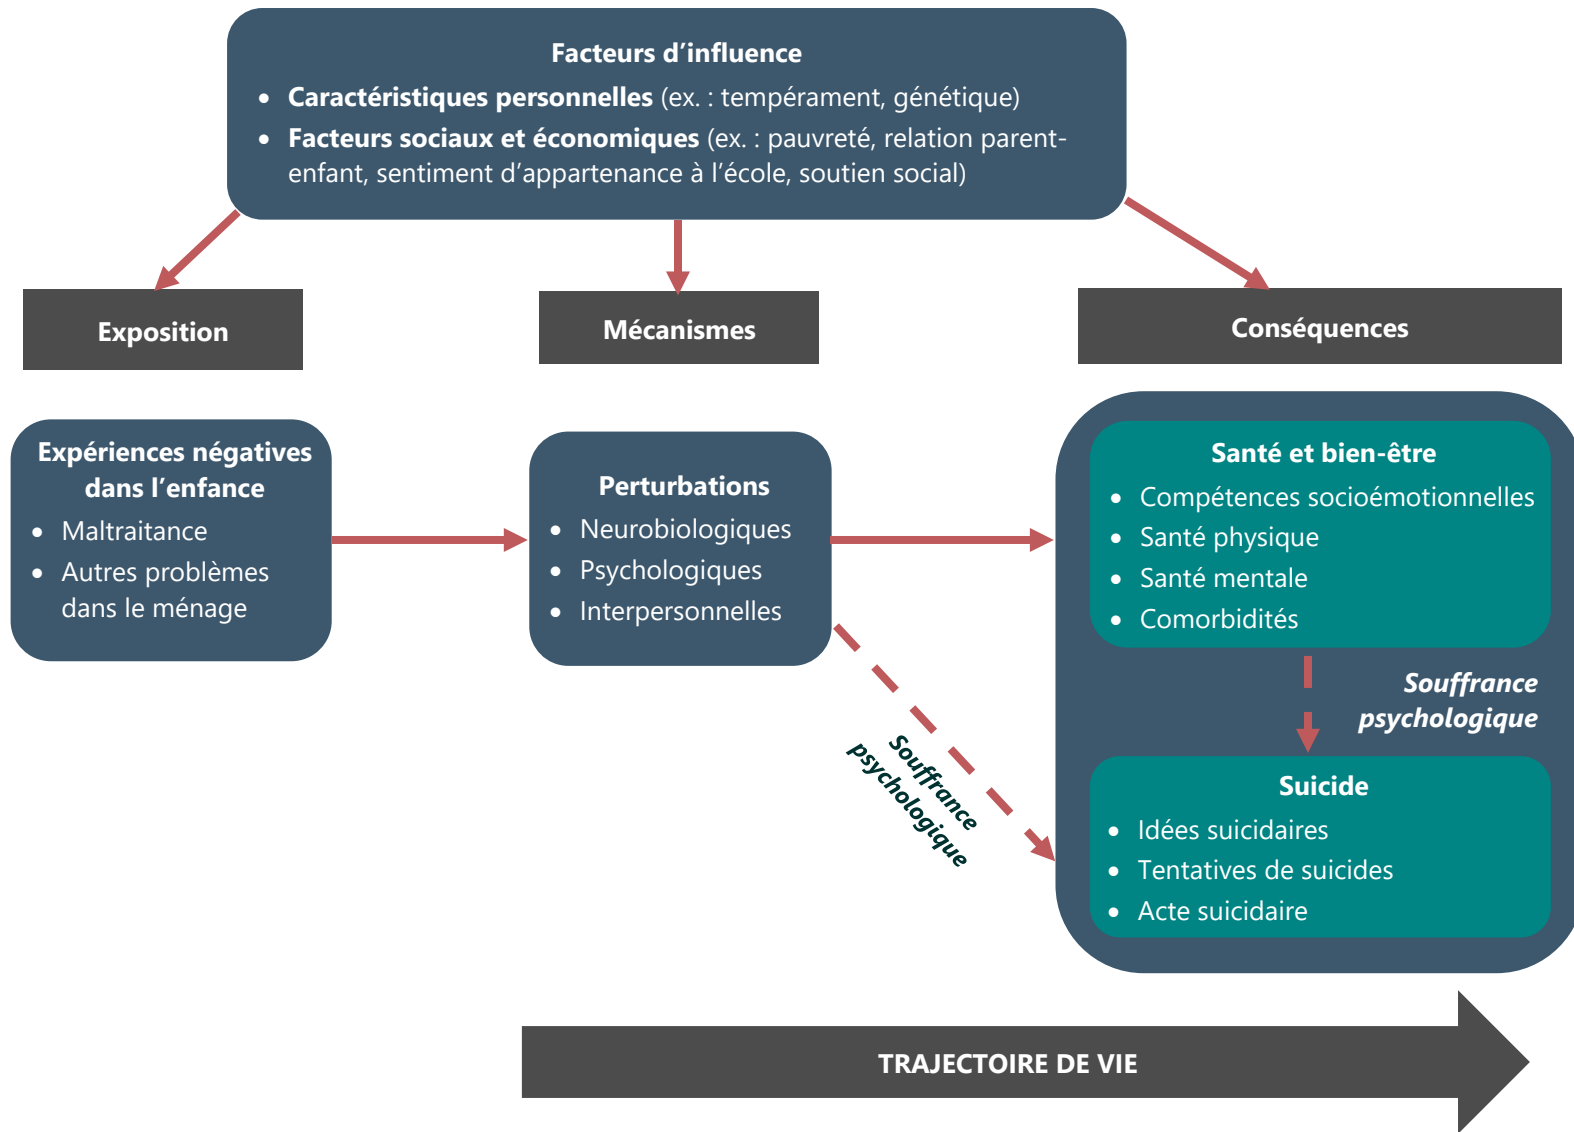 Facteurs d’influence
• Caractéristiques personnelles (ex. : tempérament, génétique)
• Facteurs sociaux et économiques (ex. : pauvreté, relation parent-
enfant, sentiment d’appartenance à l’école, soutien social)
Exposition
Mécanismes
Conséquences
Expériences négatives
dans l’enfance
• Maltraitance
• Autres problèmes
dans le ménage
Perturbations
• Neurobiologiques
• Psychologiques
• Interpersonnelles
Souffrance
psychologique
Santé et bien-être
• Compétences socioémotionnelles
• Santé physique
• Santé mentale
• Comorbidités
Souffrance
psychologique
Suicide
• Idées suicidaires
• Tentatives de suicides
• Acte suicidaire
TRAJECTOIRE DE VIE